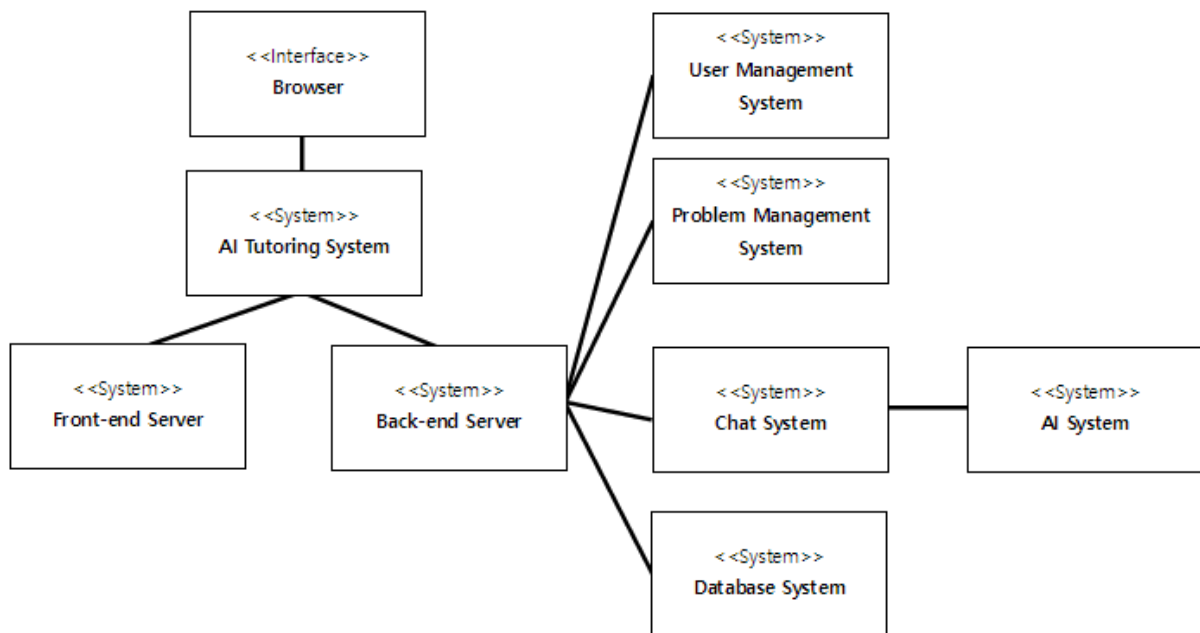 <<Interface>>
Browser
<<System>>
AI Tutoring System
<<System>>
Front-end Server
<<System>>
Back-end Server
<<System>>
User Management
System
<<System>>
Problem Management
System
<<System>>
Chat System
<<System>>
AI System
<<System>>
Database System